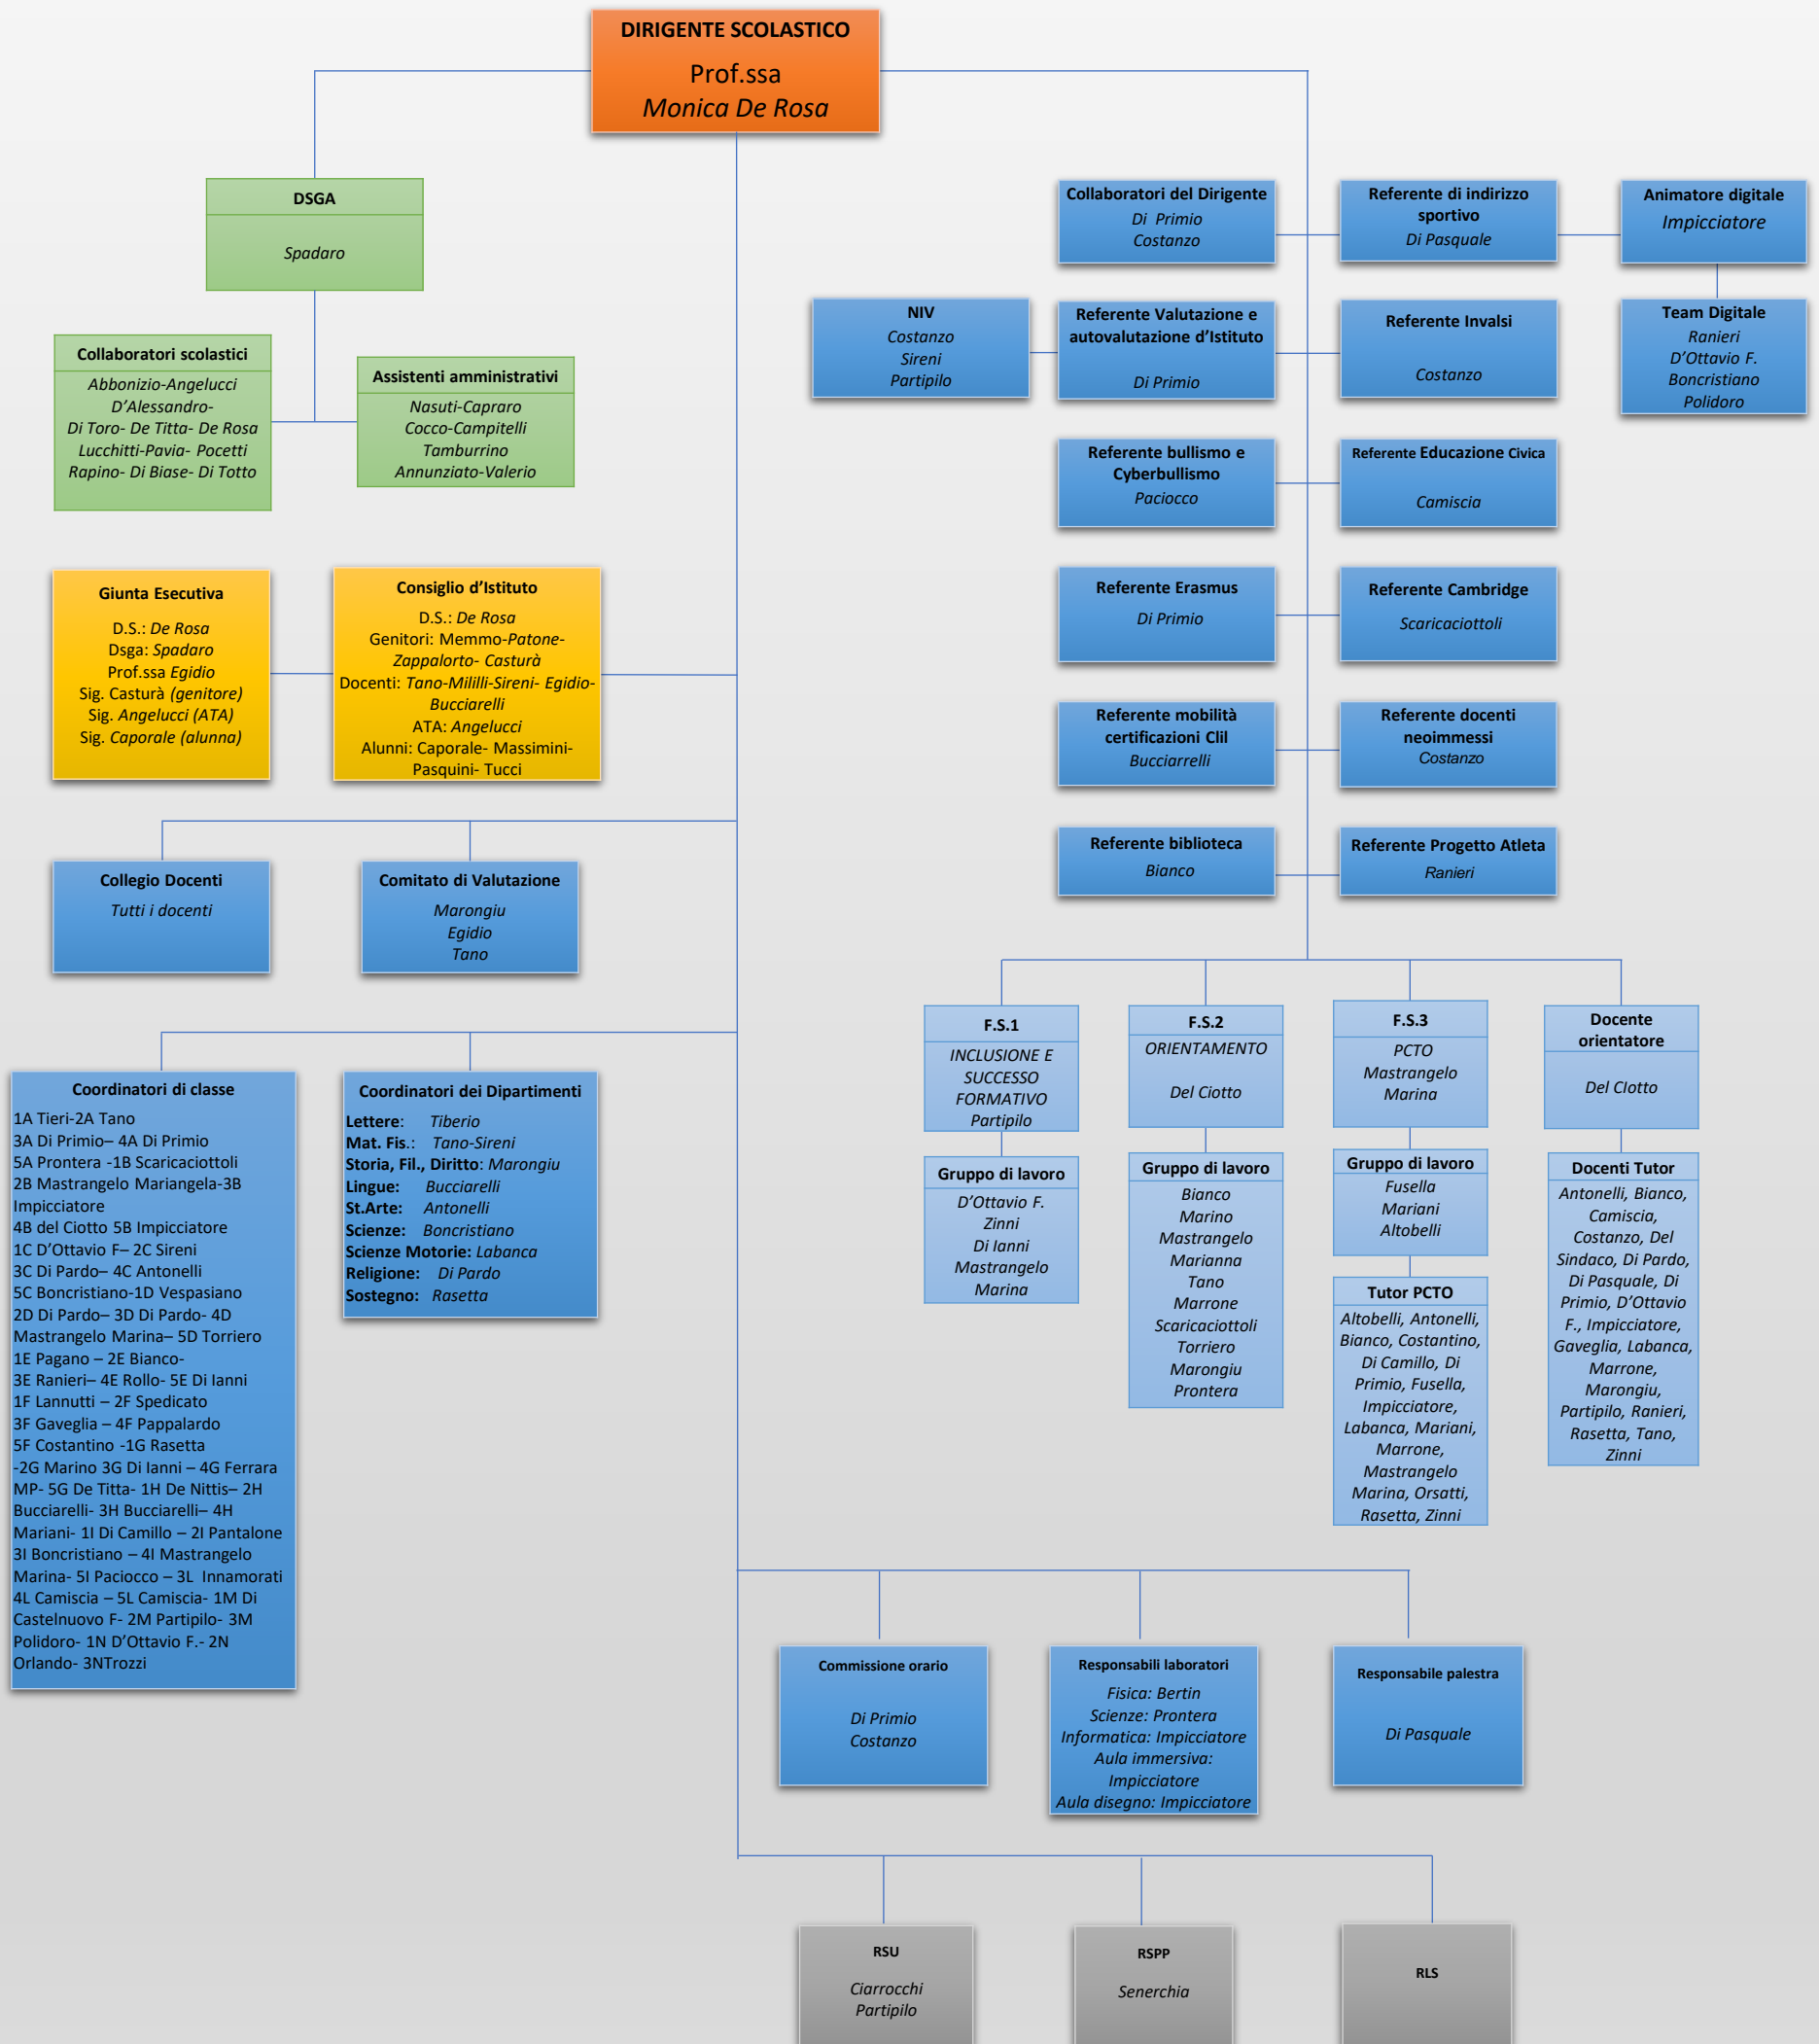 DIRIGENTE SCOLASTICO
Prof.ssa
Monica De Rosa
DSGA
Spadaro
Collaboratori scolastici
Abbonizio-Angelucci
D'Alessandro-
Di Toro- De Titta- De Rosa
Lucchitti-Pavia- Pocetti
Rapino- Di Biase- Di Totto
Assistenti amministrativi
Nasuti-Capraro
Cocco-Campitelli
Tamburrino
Annunziato-Valerio
Collaboratori del Dirigente
Di Primio
Costanzo
Referente di indirizzo
sportivo
Di Pasquale
Animatore digitale
Impicciatore
NIV
Costanzo
Sireni
Partipilo
Referente Valutazione e
autovalutazione d'Istituto
Di Primio
Referente Invalsi
Costanzo
Team Digitale
Ranieri
D'Ottavio F.
Boncristiano
Polidoro
Referente bullismo e
Cyberbullismo
Paciocco
Referente Educazione Civica
Camiscia
Referente Erasmus
Di Primio
Referente Cambridge
Scaricaciottoli
Referente mobilità
certificazioni Clil
Bucciarrelli
Referente docenti
neoimmessi
Costanzo
Referente biblioteca
Bianco
Referente Progetto Atleta
Ranieri
Giunta Esecutiva
D.S.: De Rosa
Dsga: Spadaro
Prof.ssa Egidio
Sig. Casturà (genitore)
Sig. Angelucci (ATA)
Sig. Caporale (alunna)
Consiglio d'Istituto
D.S.: De Rosa
Genitori: Memmo-Patone-
Zappalorto- Casturà
Docenti: Tano-Mililli-Sireni- Egidio-
Bucciarelli
ATA: Angelucci
Alunni: Caporale- Massimini-
Pasquini- Tucci
Collegio Docenti
Tutti i docenti
Comitato di Valutazione
Marongiu
Egidio
Tano
Coordinatori di classe
1A Tieri-2A Tano
3A Di Primio– 4A Di Primio
5A Prontera -1B Scaricaciottoli
2B Mastrangelo Mariangela-3B
Impicciatore
4B del Ciotto 5B Impicciatore
1C D'Ottavio F– 2C Sireni
3C Di Pardo– 4C Antonelli
5C Boncristiano-1D Vespasiano
2D Di Pardo– 3D Di Pardo- 4D
Mastrangelo Marina– 5D Torriero
1E Pagano – 2E Bianco-
3E Ranieri– 4E Rollo- 5E Di Ianni
1F Lannutti – 2F Spedicato
3F Gaveglia – 4F Pappalardo
5F Costantino -1G Rasetta
-2G Marino 3G Di Ianni – 4G Ferrara
MP- 5G De Titta- 1H De Nittis– 2H
Bucciarelli- 3H Bucciarelli– 4H
Mariani- 1I Di Camillo – 2I Pantalone
3I Boncristiano – 4I Mastrangelo
Marina- 5I Paciocco – 3L Innamorati
4L Camiscia – 5L Camiscia- 1M Di
Castelnuovo F- 2M Partipilo- 3M
Polidoro- 1N D'Ottavio F.- 2N
Orlando- 3NTrozzi
Coordinatori dei Dipartimenti
Lettere: Tiberio
Mat. Fis.: Tano-Sireni
Storia, Fil., Diritto: Marongiu
Lingue: Bucciarelli
St.Arte: Antonelli
Scienze: Boncristiano
Scienze Motorie: Labanca
Religione: Di Pardo
Sostegno: Rasetta
F.S.1
INCLUSIONE E
SUCCESSO
FORMATIVO
Partipilo
Gruppo di lavoro
D'Ottavio F.
Zinni
Di Ianni
Mastrangelo
Marina
F.S.2
ORIENTAMENTO
Del Ciotto
Gruppo di lavoro
Bianco
Marino
Mastrangelo
Marianna
Tano
Marrone
Scaricaciottoli
Torriero
Marongiu
Prontera
F.S.3
PCTO
Mastrangelo
Marina
Gruppo di lavoro
Fusella
Mariani
Altobelli
Tutor PCTO
Altobelli, Antonelli,
Bianco, Costantino,
Di Camillo, Di
Primio, Fusella,
Impicciatore,
Labanca, Mariani,
Marrone,
Mastrangelo
Marina, Orsatti,
Rasetta, Zinni
Docente
orientatore
Del CIotto
Docenti Tutor
Antonelli, Bianco,
Camiscia,
Costanzo, Del
Sindaco, Di Pardo,
Di Pasquale, Di
Primio, D'Ottavio
F., Impicciatore,
Gaveglia, Labanca,
Marrone,
Marongiu,
Partipilo, Ranieri,
Rasetta, Tano,
Zinni
Commissione orario
Di Primio
Costanzo
Responsabili laboratori
Fisica: Bertin
Scienze: Prontera
Informatica: Impicciatore
Aula immersiva:
Impicciatore
Aula disegno: Impicciatore
Responsabile palestra
Di Pasquale
RSU
Ciarrocchi
Partipilo
RSPP
Senerchia
RLS